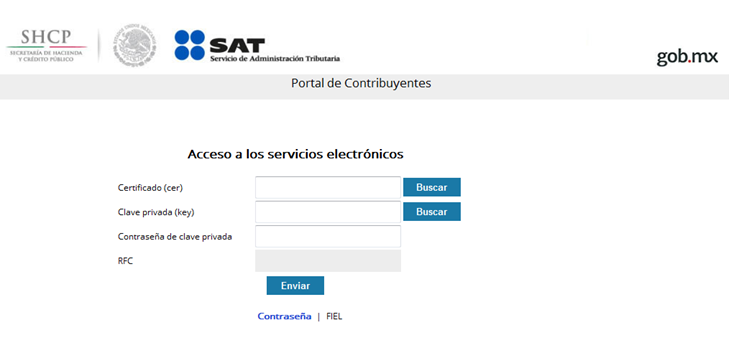 SHCP
SECRETARÍA DE HACIENDA
Y CRÉDITO PÚBLICO
SAT
Servicio de Administración Tributaria
gob.mx
Portal de Contribuyentes
Acceso a los servicios electrónicos
Certificado (cer)
Buscar
Clave privada (key)
Buscar
Contraseña de clave privada
RFC
Enviar
Contraseña | FIEL